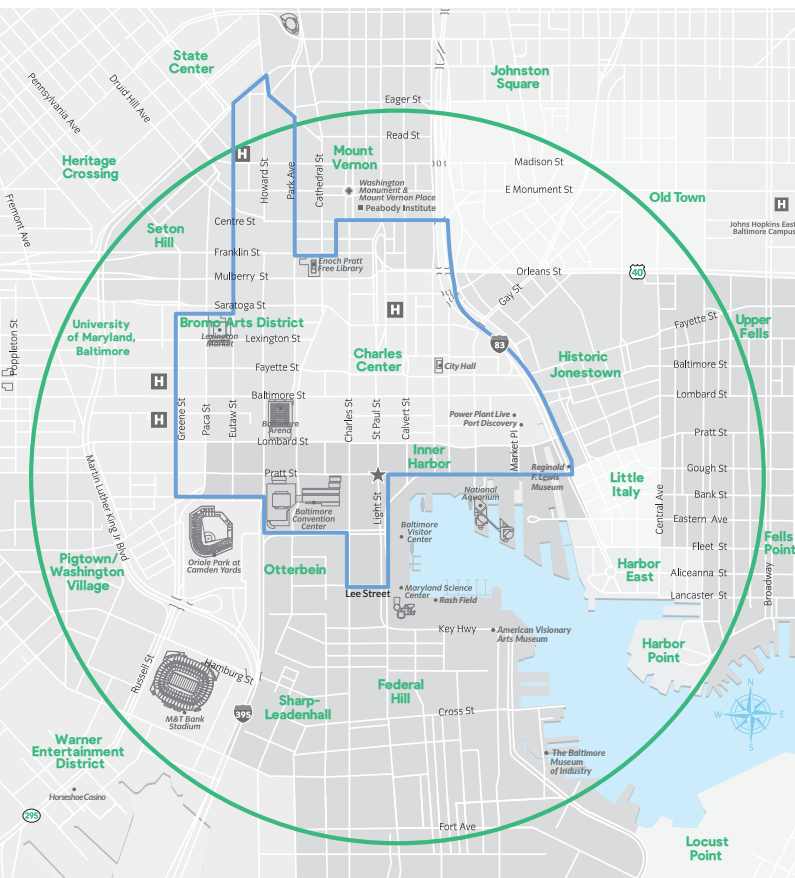 State
Center
Johnston
Square
Pennsylvania Ave
Druid Hill Ave
Eager St
Read St
Heritage
Crossing
H
Mount
Vernon
Madison St
Howard St
Park Ave
Cathedral St
Washington
Monument &
Mount Vernon Place
Peabody Institute
E Monument St
Old Town
H
Johns Hopkins East
Baltimore Campus
Fremont Ave
Seton
Hill
Centre St
Franklin St
Enoch Pratt
Free Library
Mulberry St
Orleans St
40
Gay St
Saratoga St
Bromo Arts District
Lexington
Market
Lexington St
H
University
of Maryland,
Baltimore
Poppleton St
Fayette St
Upper
Fells
83
Charles
Center
City Hall
Historic
Jonestown
Fayette St
Baltimore St
H
Baltimore St
Lombard St
Greene St
Paca St
Eutaw St
Baltimore
Arena
Charles St
St Paul St
Calvert St
Power Plant Live
Port Discovery
Market Pl
H
Lombard St
Pratt St
Inner
Harbor
Pratt St
Reginald
F. Lewis
Museum
Gough St
Little
Italy
Martin Luther King Jr Blvd
Light St
National
Aquarium
Bank St
Central Ave
Baltimore
Convention
Center
Eastern Ave
Baltimore
Visitor
Center
Fells
Point
Fleet St
Oriole Park at
Camden Yards
Otterbein
Pigtown/
Washington
Village
Harbor
East
Aliceanna St
Broadway
Lee Street
Maryland Science
Center
Rash Field
Lancaster St
Key Hwy
American Visionary
Arts Museum
Harbor
Point
Russell St
Hamburg St
M&T Bank
Stadium
395
Sharp-
Leadenhall
Federal
Hill
Cross St
N
W
E
S
Warner
Entertainment
District
The Baltimore
Museum
of Industry
Horseshoe Casino
295
Fort Ave
Locust
Point